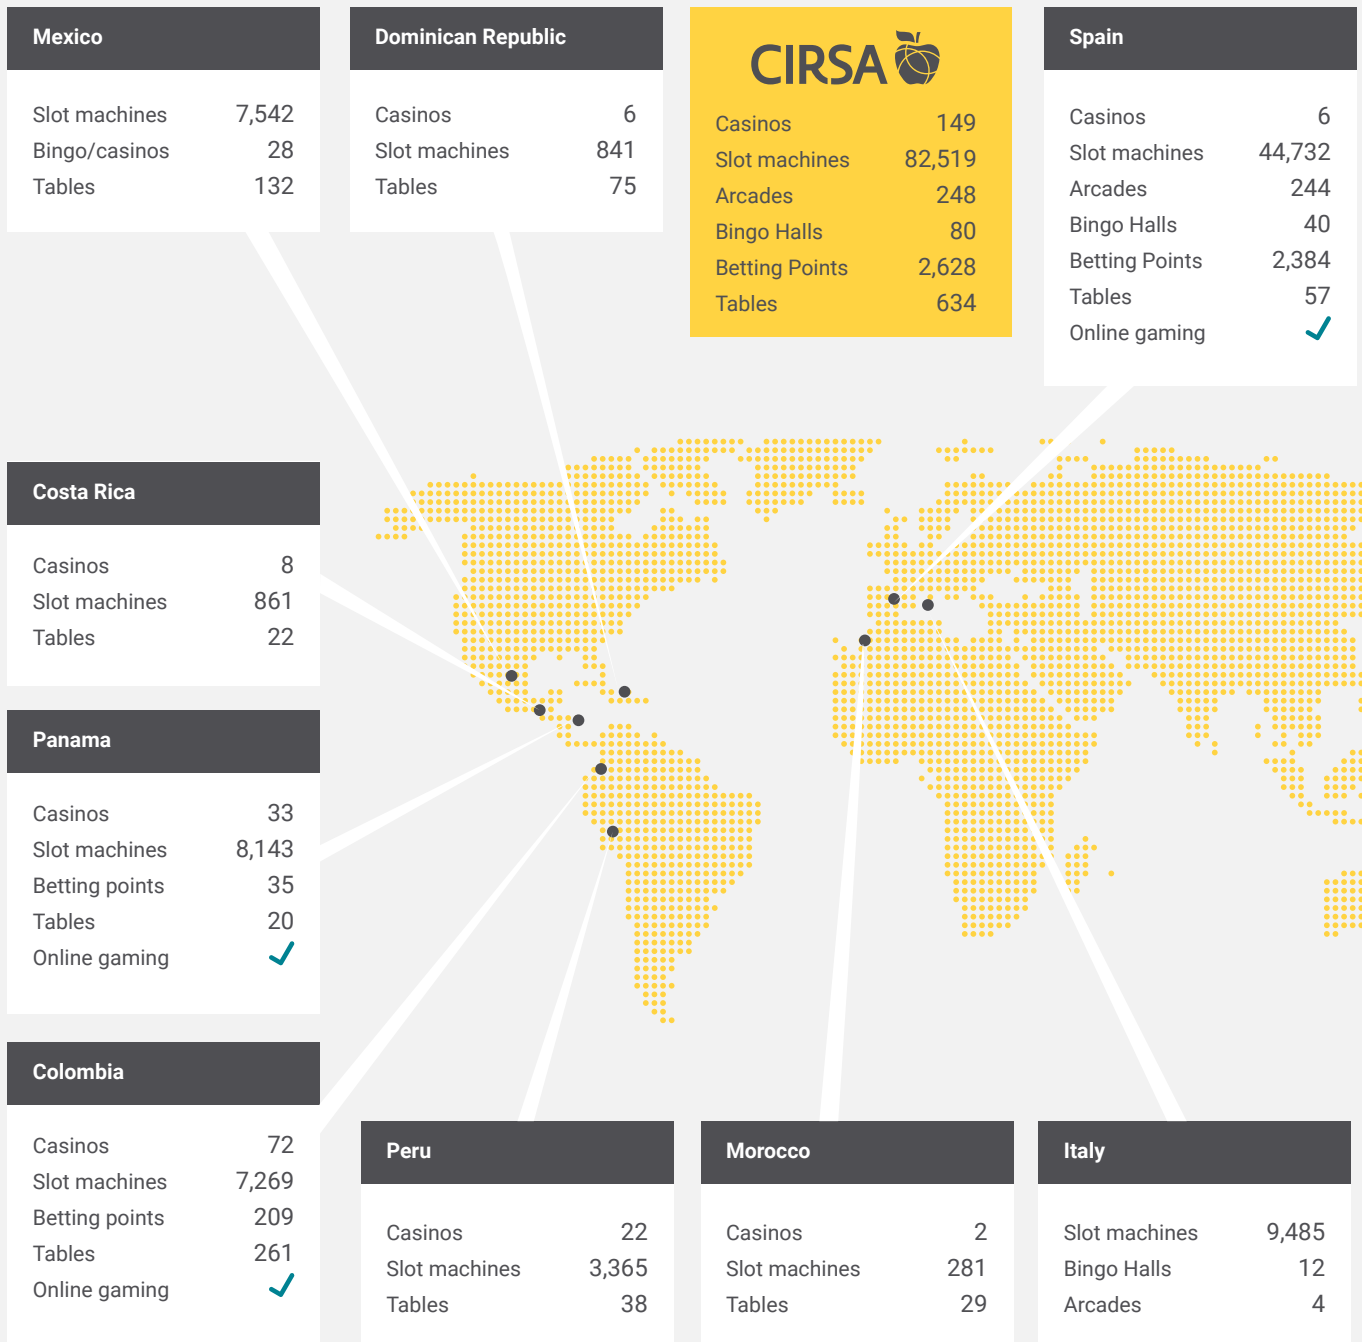 Mexico
Slot machines 7,542
Bingo/casinos 28
Tables 132
Dominican Republic
Casinos 6
Slot machines 841
Tables 75
CIRSA
Casinos 149
Slot machines 82,519
Arcades 248
Bingo Halls 80
Betting Points 2,628
Tables 634
Spain
Casinos 6
Slot machines 44,732
Arcades 244
Bingo Halls 40
Betting Points 2,384
Tables 57
Online gaming
Costa Rica
Casinos 8
Slot machines 861
Tables 22
Panama
Casinos 33
Slot machines 8,143
Betting points 35
Tables 20
Online gaming
Colombia
Casinos 72
Slot machines 7,269
Betting points 209
Tables 261
Online gaming
Peru
Casinos 22
Slot machines 3,365
Tables 38
Morocco
Casinos 2
Slot machines 281
Tables 29
Italy
Slot machines 9,485
Bingo Halls 12
Arcades 4